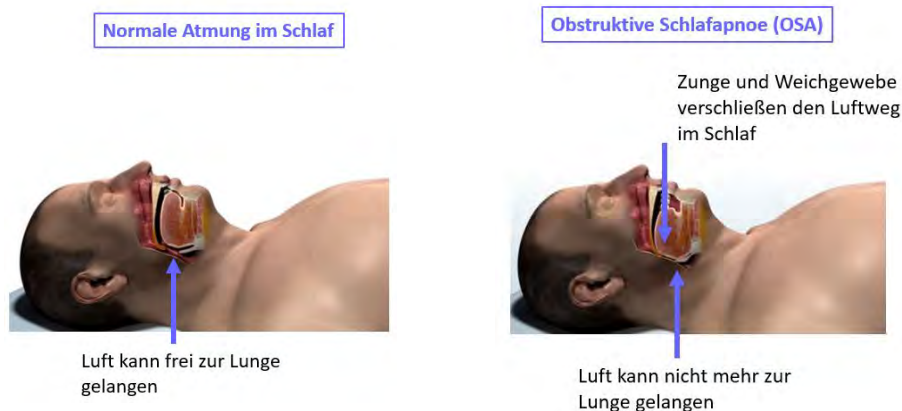 Normale Atmung im Schlaf
Luft kann frei zur Lunge
gelangen
Obstruktive Schlafapnoe (OSA)
Zunge und Weichgewebe
verschließen den Luftweg
im Schlaf
Luft kann nicht mehr zur
Lunge gelangen